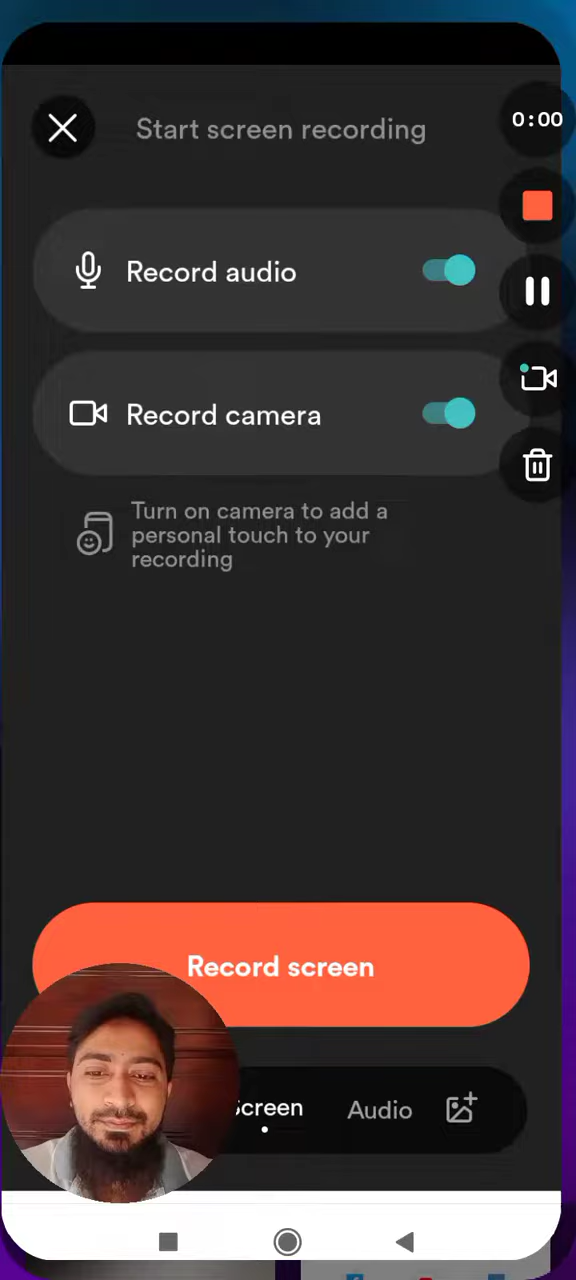 Start screen recording
0:00
Record audio
Record camera
Turn on camera to add a
personal touch to your
recording
Record screen
Screen
Audio